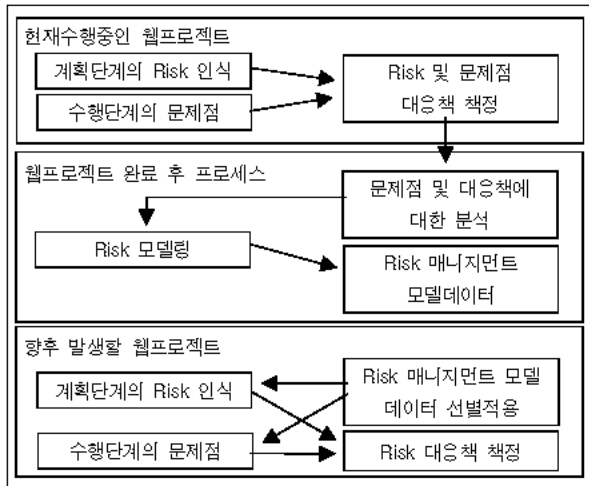 현재수행중인 웹프로젝트
계획단계의 Risk 인식
수행단계의 문제점
Risk 및 문제점
대응책 책정
웹프로젝트 완료 후 프로세스
문제점 및 대응책에
대한 분석
Risk 모델링
Risk 매니지먼트
모델데이터
향후 발생할 웹프로젝트
계획단계의 Risk 인식
Risk 매니지먼트 모델
데이터 선별적용
수행단계의 문제점
Risk 대응책 책정